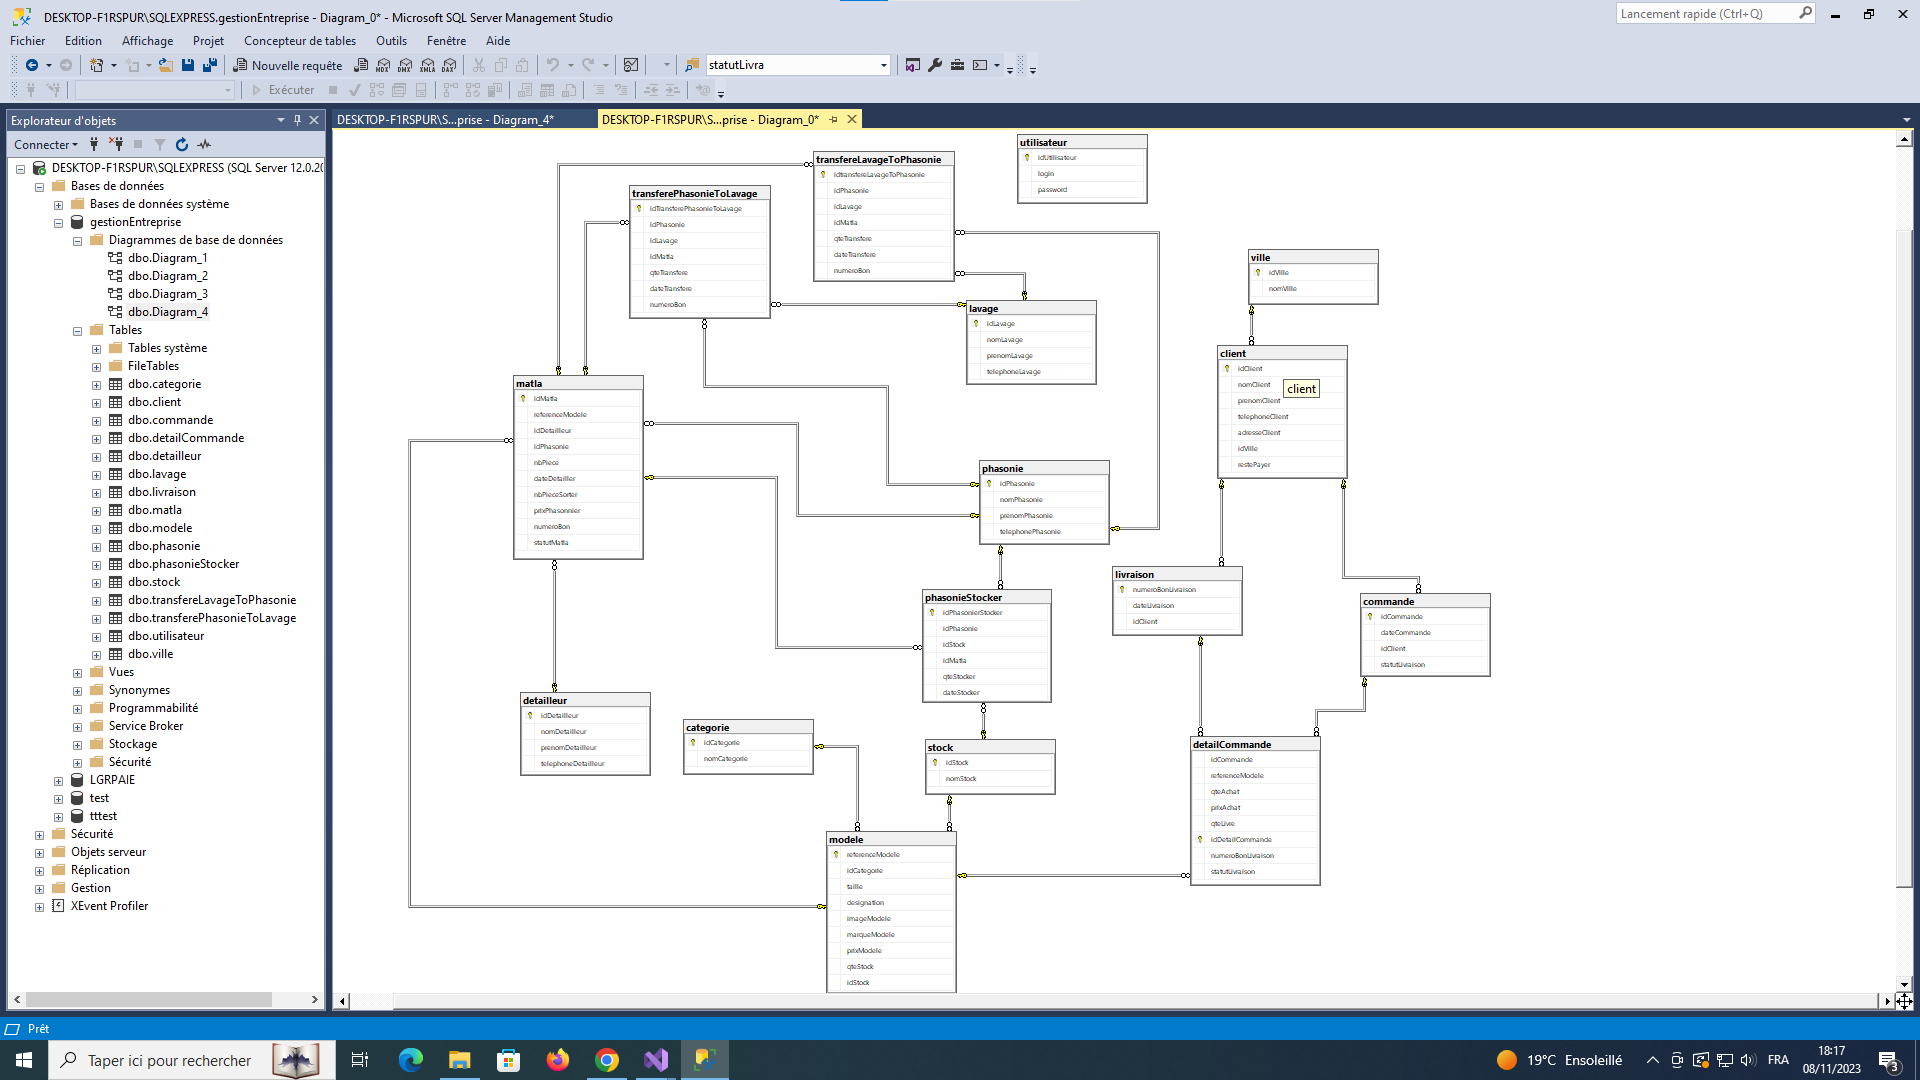 DESKTOP-F1RSPUR\SQLEXPRESS.gestionEntreprise - Diagram_0* - Microsoft SQL Server Management Studio
Lancement rapide (Ctrl+Q)
Fichier Edition Affichage Projet Concepteur de tables Outils Fenêtre Aide
Nouvelle requête
MDX DMX XMLA DAX
statutLivra
Exécuter
Explorateur d'objets
Connecter
DESKTOP-F1RSPUR\SQLEXPRESS (SQL Server 12.0.20
Bases de données
Bases de données système
gestionEntreprise
Diagrammes de base de données
dbo.Diagram_1
dbo.Diagram_2
dbo.Diagram_3
dbo.Diagram_4
Tables
Tables système
FileTables
dbo.categorie
dbo.client
dbo.commande
dbo.detailCommande
dbo.detailleur
dbo.lavage
dbo.livraison
dbo.matla
dbo.modele
dbo.phasonie
dbo.phasonieStocker
dbo.stock
dbo.transfereLavageToPhasonie
dbo.transferePhasonieToLavage
dbo.utilisateur
dbo.ville
Vues
Synonymes
Programmabilité
Service Broker
Stockage
Sécurité
LGRPAIE
test
tttest
Sécurité
Objets serveur
Réplication
Gestion
XEvent Profiler
DESKTOP-F1RSPUR\S...prise - Diagram_4*
DESKTOP-F1RSPUR\S...prise - Diagram_0*
utilisateur
idUtilisateur
login
password
transfereLavageToPhasonie
idtransfereLavageToPhasonie
idPhasonie
idLavage
idMatla
qteTransfere
dateTransfere
numeroBon
transferePhasonieToLavage
idTransferePhasonieToLavage
idPhasonie
idLavage
idMatla
qteTransfere
dateTransfere
numeroBon
ville
idVille
nomVille
lavage
idLavage
nomLavage
prenomLavage
telephoneLavage
client
idClient
nomClient
prenomClient
telephoneClient
adresseClient
idVille
restePayer
client
matla
idMatla
referenceModele
idDetailleur
idPhasonie
nbPiece
dateDetailler
nbPieceSorter
prixPhasonnier
numeroBon
statutMatla
phasonie
idPhasonie
nomPhasonie
prenomPhasonie
telephonePhasonie
livraison
numeroBonLivraison
dateLivraison
idClient
phasonieStocker
idPhasonierStocker
idPhasonie
idStock
idMatla
qteStocker
dateStocker
commande
idCommande
dateCommande
idClient
statutLivraison
detailleur
idDetailleur
nomDetailleur
prenomDetailleur
telephoneDetailleur
categorie
idCategorie
nomCategorie
stock
idStock
nomStock
detailCommande
idCommande
referenceModele
qteAchat
prixAchat
qteLivre
idDetailCommande
numeroBonLivraison
statutLivraison
modele
referenceModele
idCategorie
taille
designation
imageModele
marqueModele
prixModele
qteStock
idStock
Prêt
Taper ici pour rechercher
19°C Ensoleillé
FRA
18:17
08/11/2023
3